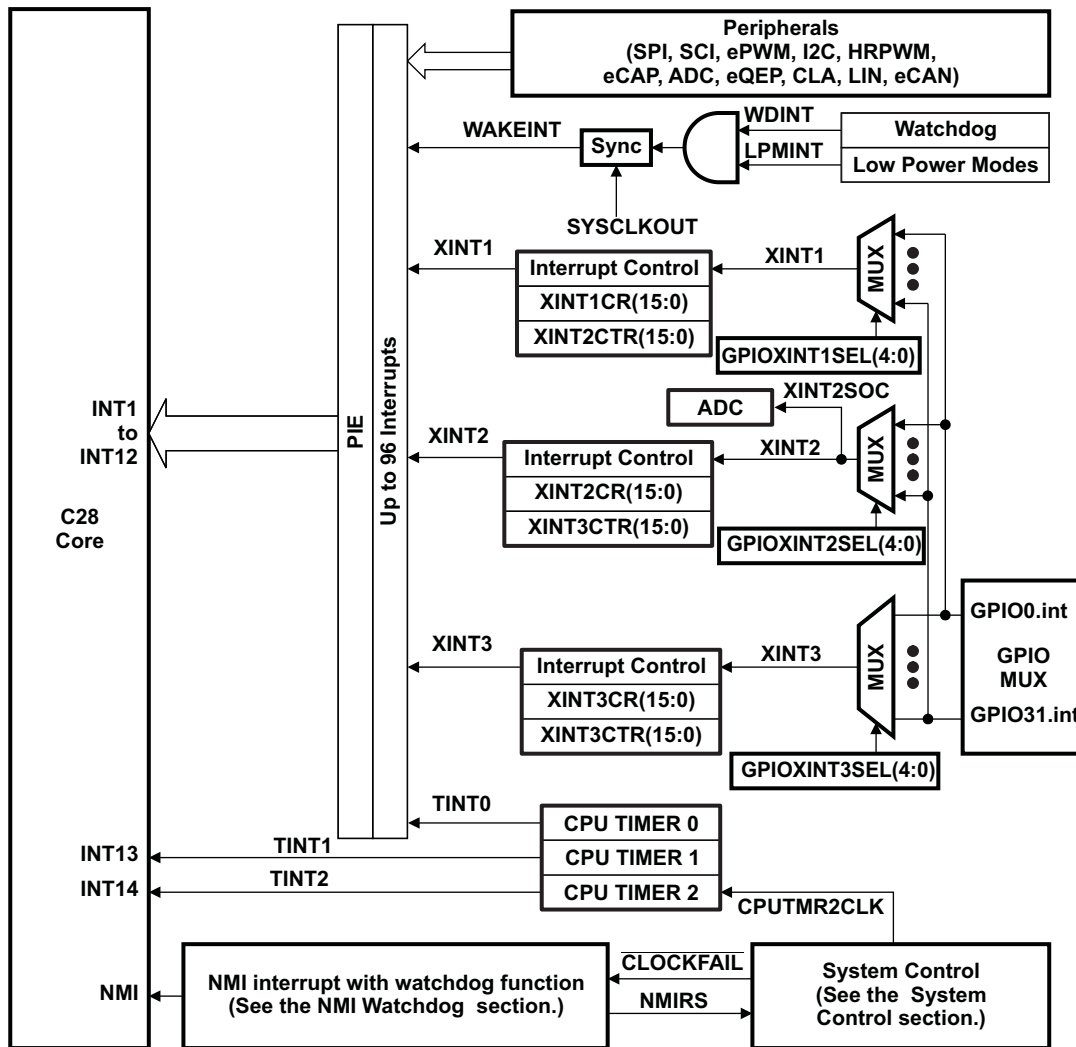 Peripherals
(SPI, SCI, ePWM, I2C, HRPWM,
eCAP, ADC, eQEP, CLA, LIN, eCAN)
WDINT
WAKEINT
Sync
Watchdog
LPMINT
Low Power Modes
SYSCLKOUT
XINT1
Interrupt Control
XINT1
MUX
XINT1CR(15:0)
XINT2CTR(15:0)
GPIOXINT1SEL(4:0)
XINT2SOC
ADC
INT1
to
INT12
PIE
Up to 96 Interrupts
XINT2
Interrupt Control
XINT2
MUX
XINT2CR(15:0)
XINT3CTR(15:0)
GPIOXINT2SEL(4:0)
C28
Core
GPIO0.int
XINT3
Interrupt Control
XINT3
MUX
GPIO
MUX
XINT3CR(15:0)
XINT3CTR(15:0)
GPIO31.int
GPIOXINT3SEL(4:0)
TINT0
CPU TIMER 0
INT13
TINT1
CPU TIMER 1
INT14
TINT2
CPU TIMER 2
CPUTMR2CLK
NMI
NMI interrupt with watchdog function
(See the NMI Watchdog section.)
CLOCKFAIL
NMIRS
System Control
(See the System
Control section.)